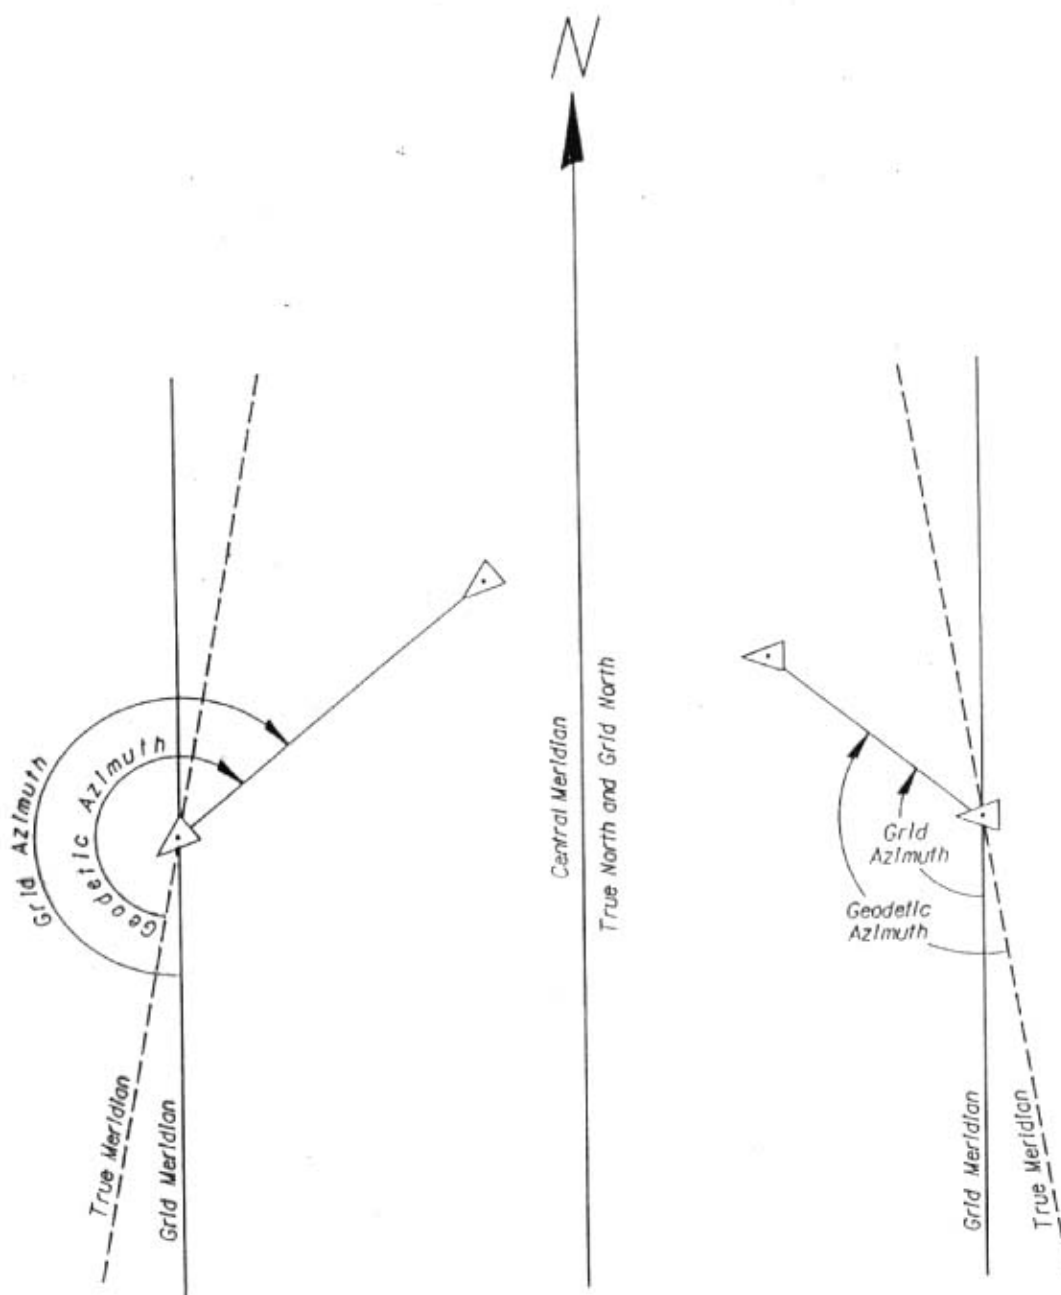 N
Grid Azimuth
Geodetic Azimuth
True Meridian
Grid Meridian
Central Meridian
True North and Grid North
Grid
Azimuth
Geodetic
Azimuth
Grid Meridian
True Meridian